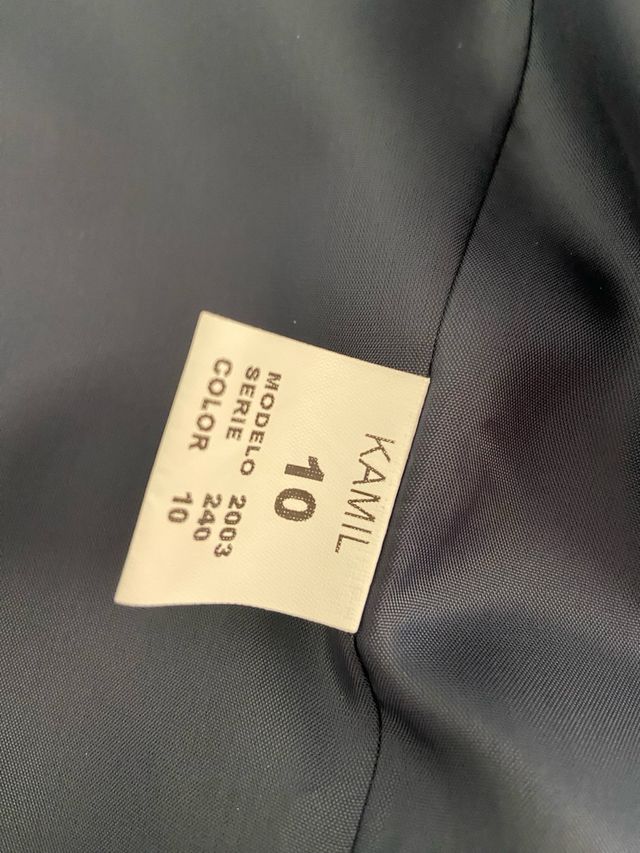 KAMIL
10
MODELO 2003
SERIE 240
COLOR 10